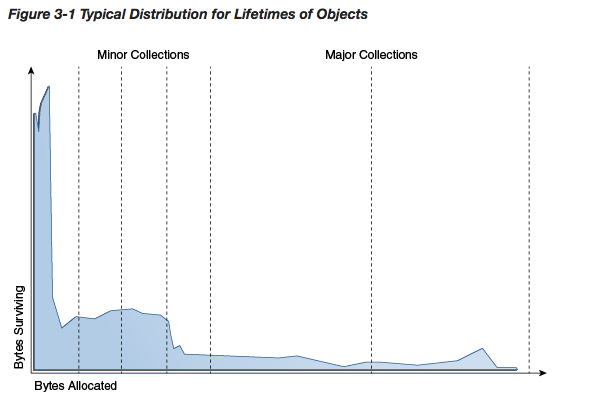 Figure 3-1 Typical Distribution for Lifetimes of Objects
Minor Collections
Major Collections
Bytes Surviving
Bytes Allocated